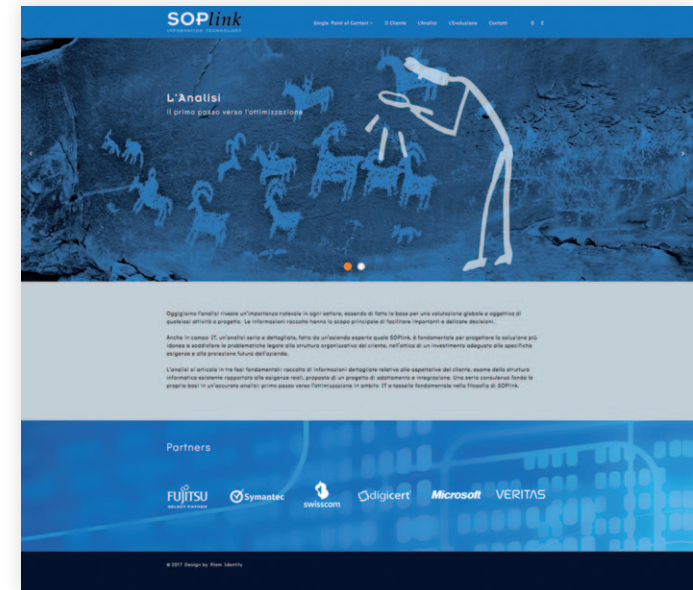 SOPlink
INFORMATION TECHNOLOGY
Single Point of Contact
Il Cliente
L'Analisi
L'Evoluzione
Contatti
L'Analisi
il primo passo verso l'ottimizzazione
Oggigiorno l'analisi riveste un'importanza notevole in ogni settore, essendo di fatto la base per una valutazione globale e oggettiva di
qualsiasi attività o progetto. Le informazioni raccolte hanno lo scopo principale di facilitare importanti e delicate decisioni.
Anche in campo IT, un'analisi seria e dettagliata, fatta da un'azienda esperta quale SOPlink, è fondamentale per progettare la soluzione più
idonea a soddisfare le problematiche legate alla struttura organizzativa del cliente, nell'ottica di un investimento adeguato alle specifiche
esigenze e alla proiezione futura dell'azienda.
L'analisi si articola in tre fasi fondamentali: raccolta di informazioni dettagliate relative alle aspettative del cliente, esame della struttura
informatica esistente rapportata alle esigenze reali, proposta di un progetto di adattamento e integrazione. Una seria consulenza fonda le
proprie basi in un'accurata analisi: primo passo verso l'ottimizzazione in ambito IT e tassello fondamentale nella filosofia di SOPlink.
Partners
FUJITSU
SELECT PARTNER
Symantec
swisscom
digicert
Microsoft
VERITAS
© 2017 Design by Stem Identity